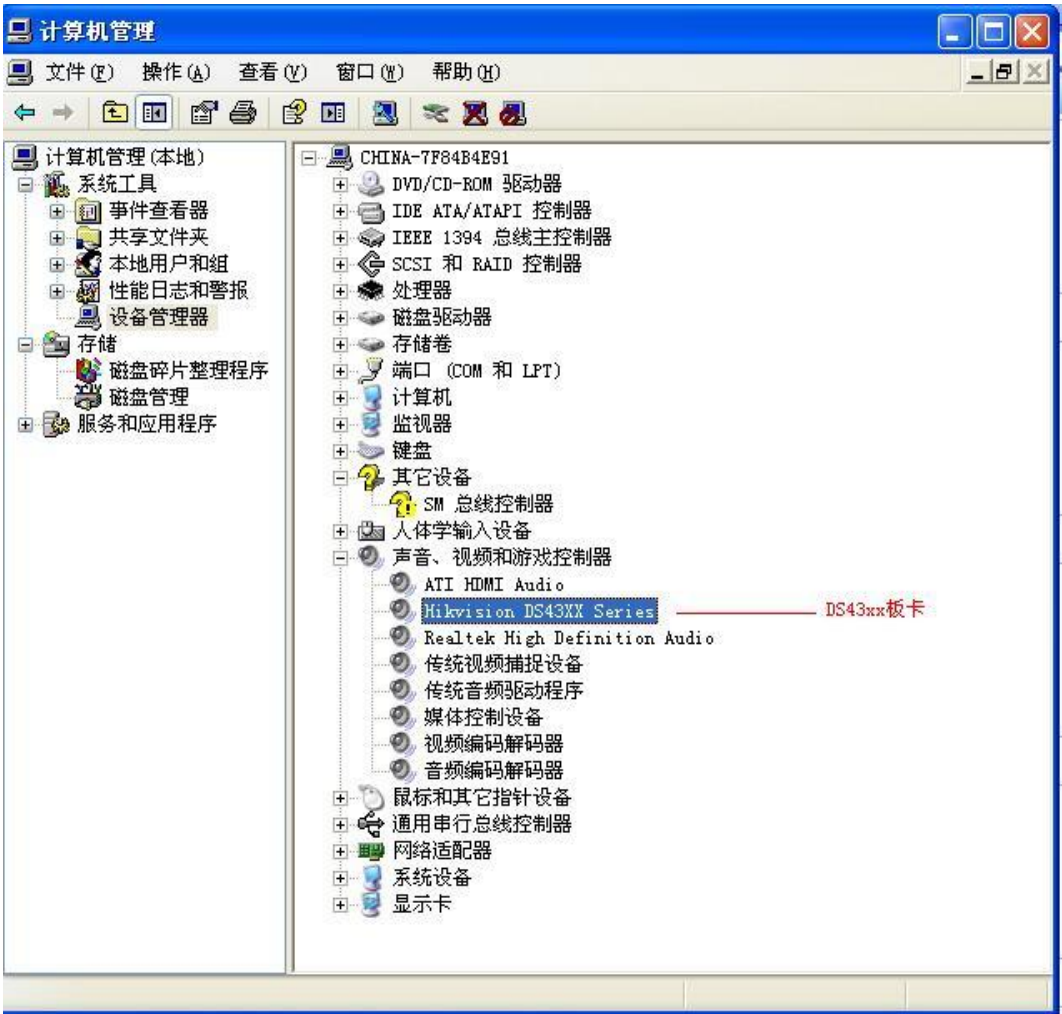 计算机管理
文件(F) 操作(A) 查看(V) 窗口(W) 帮助(H)
计算机管理(本地)
系统工具
事件查看器
共享文件夹
本地用户和组
性能日志和警报
设备管理器
存储
磁盘碎片整理程序
磁盘管理
服务和应用程序
CHINA-7F84B4E91
DVD/CD-ROM 驱动器
IDE ATA/ATAPI 控制器
IEEE 1394 总线主控制器
SCSI 和 RAID 控制器
处理器
磁盘驱动器
存储卷
端口 (COM 和 LPT)
计算机
监视器
键盘
其它设备
SM 总线控制器
人体学输入设备
声音、视频和游戏控制器
ATI HDMI Audio
Hikvision DS43XX Series DS43xx板卡
Realtek High Definition Audio
传统视频捕捉设备
传统音频驱动程序
媒体控制设备
视频编码解码器
音频编码解码器
鼠标和其它指针设备
通用串行总线控制器
网络适配器
系统设备
显示卡